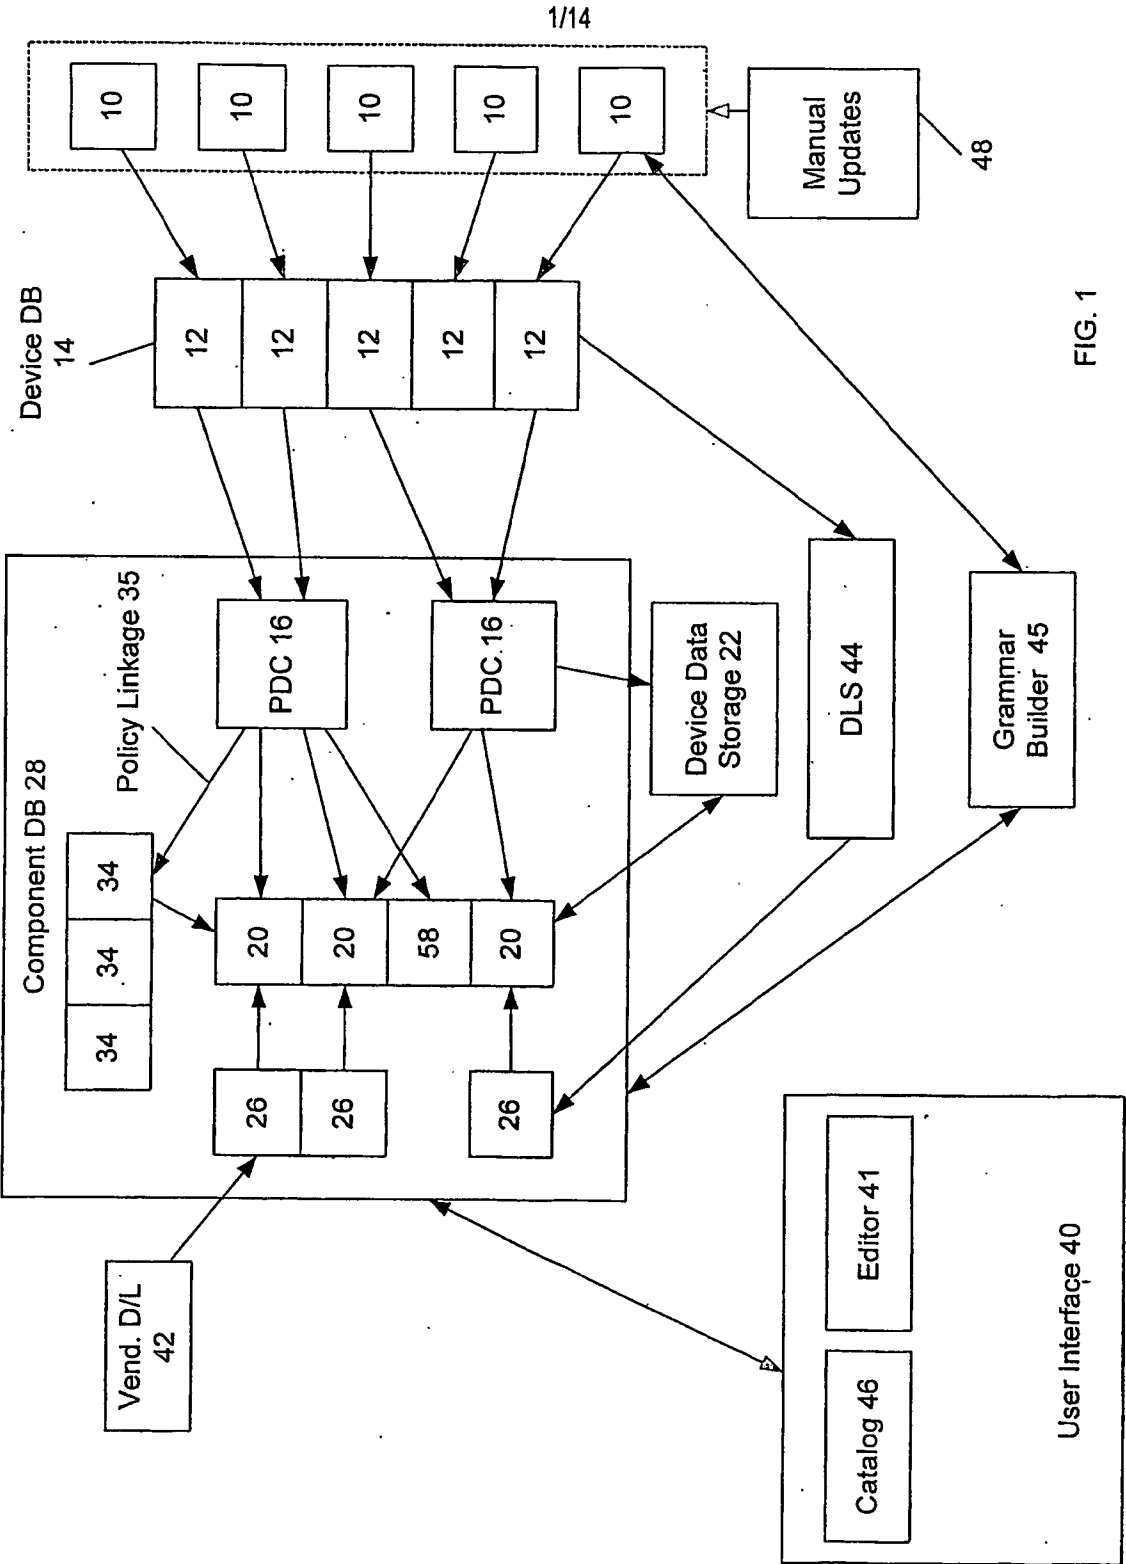 1/14
10
10
10
10
10
Manual
Updates
48
Device DB
14
12
12
12
12
12
Component DB 28
Policy Linkage 35
PDC 16
PDC 16
34
34
34
20
20
58
20
26
26
26
Device Data
Storage 22
DLS 44
Grammar
Builder 45
Vend. D/L
42
Editor 41
Catalog 46
User Interface 40
FIG. 1